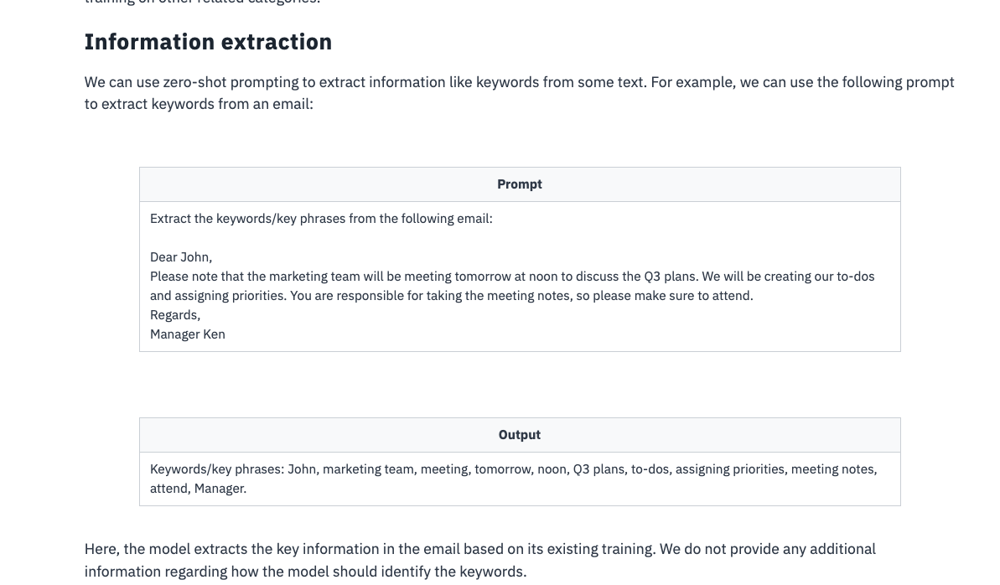 training on other related categories.
Information extraction
We can use zero-shot prompting to extract information like keywords from some text. For example, we can use the following prompt
to extract keywords from an email:
Prompt
Extract the keywords/key phrases from the following email:
Dear John,
Please note that the marketing team will be meeting tomorrow at noon to discuss the Q3 plans. We will be creating our to-dos
and assigning priorities. You are responsible for taking the meeting notes, so please make sure to attend.
Regards,
Manager Ken
Output
Keywords/key phrases: John, marketing team, meeting, tomorrow, noon, Q3 plans, to-dos, assigning priorities, meeting notes,
attend, Manager.
Here, the model extracts the key information in the email based on its existing training. We do not provide any additional
information regarding how the model should identify the keywords.